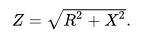 Z = √(R² + X²).